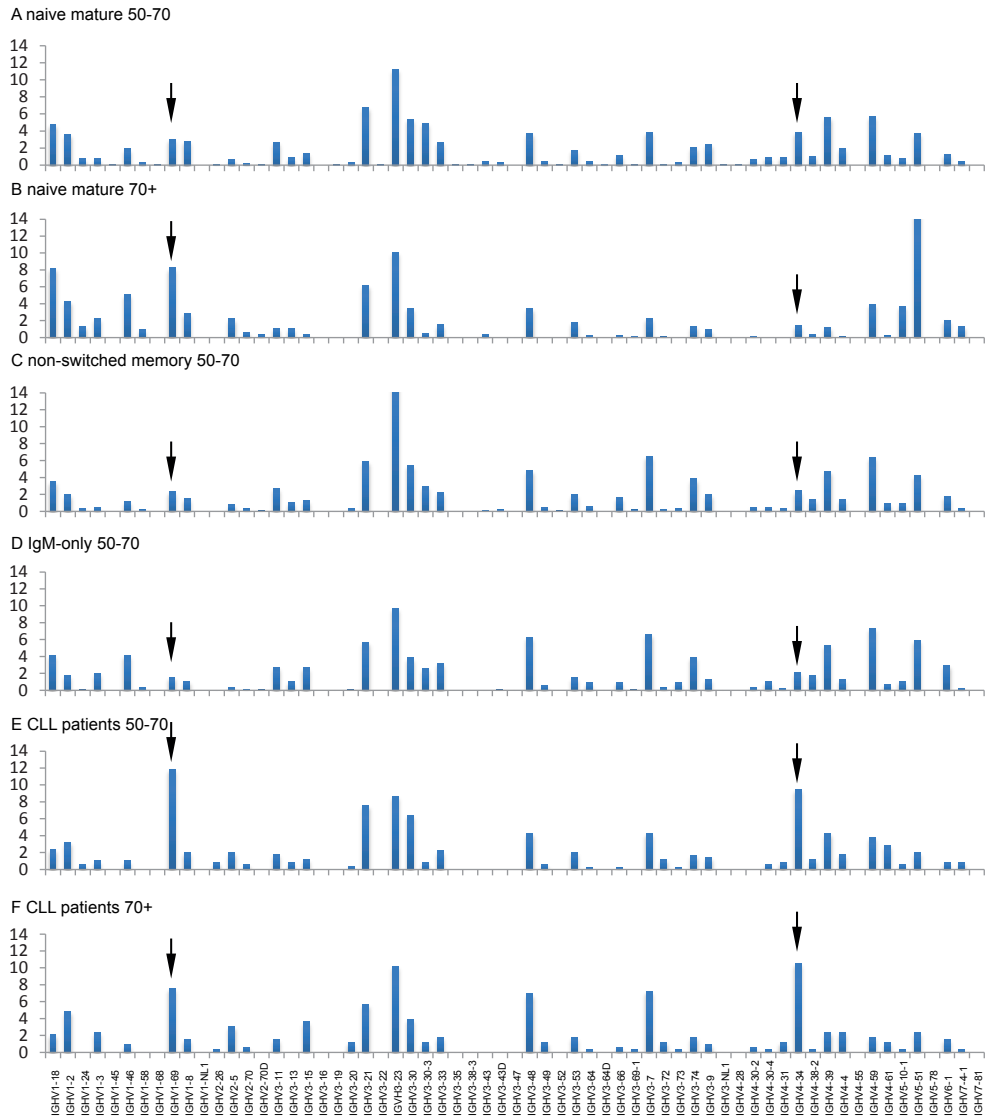 A naive mature 50-70
14
12
10
8
6
4
2
0
B naive mature 70+
14
12
10
8
6
4
2
0
C non-switched memory 50-70
14
12
10
8
6
4
2
0
D IgM-only 50-70
14
12
10
8
6
4
2
0
E CLL patients 50-70
14
12
10
8
6
4
2
0
F CLL patients 70+
14
12
10
8
6
4
2
0
IGHV1-18
IGHV1-2
IGHV1-24
IGHV1-3
IGHV1-45
IGHV1-46
IGHV1-58
IGHV1-68
IGHV1-69
IGHV1-8
IGHV1-NL1
IGHV2-26
IGHV2-5
IGHV2-70
IGHV2-70D
IGHV3-11
IGHV3-13
IGHV3-15
IGHV3-16
IGHV3-19
IGHV3-20
IGHV3-21
IGHV3-22
IGVH3-23
IGHV3-30
IGHV3-30-3
IGHV3-33
IGHV3-35
IGHV3-38-3
IGHV3-43
IGHV3-43D
IGHV3-47
IGHV3-48
IGHV3-49
IGHV3-52
IGHV3-53
IGHV3-64
IGHV3-64D
IGHV3-66
IGHV3-69-1
IGHV3-7
IGHV3-72
IGHV3-73
IGHV3-74
IGHV3-9
IGHV3-NL1
IGHV4-28
IGHV4-30-2
IGHV4-30-4
IGHV4-31
IGHV4-34
IGHV4-38-2
IGHV4-39
IGHV4-4
IGHV4-55
IGHV4-59
IGHV4-61
IGHV5-10-1
IGHV5-51
IGHV5-78
IGHV6-1
IGHV7-4-1
IGHV7-81